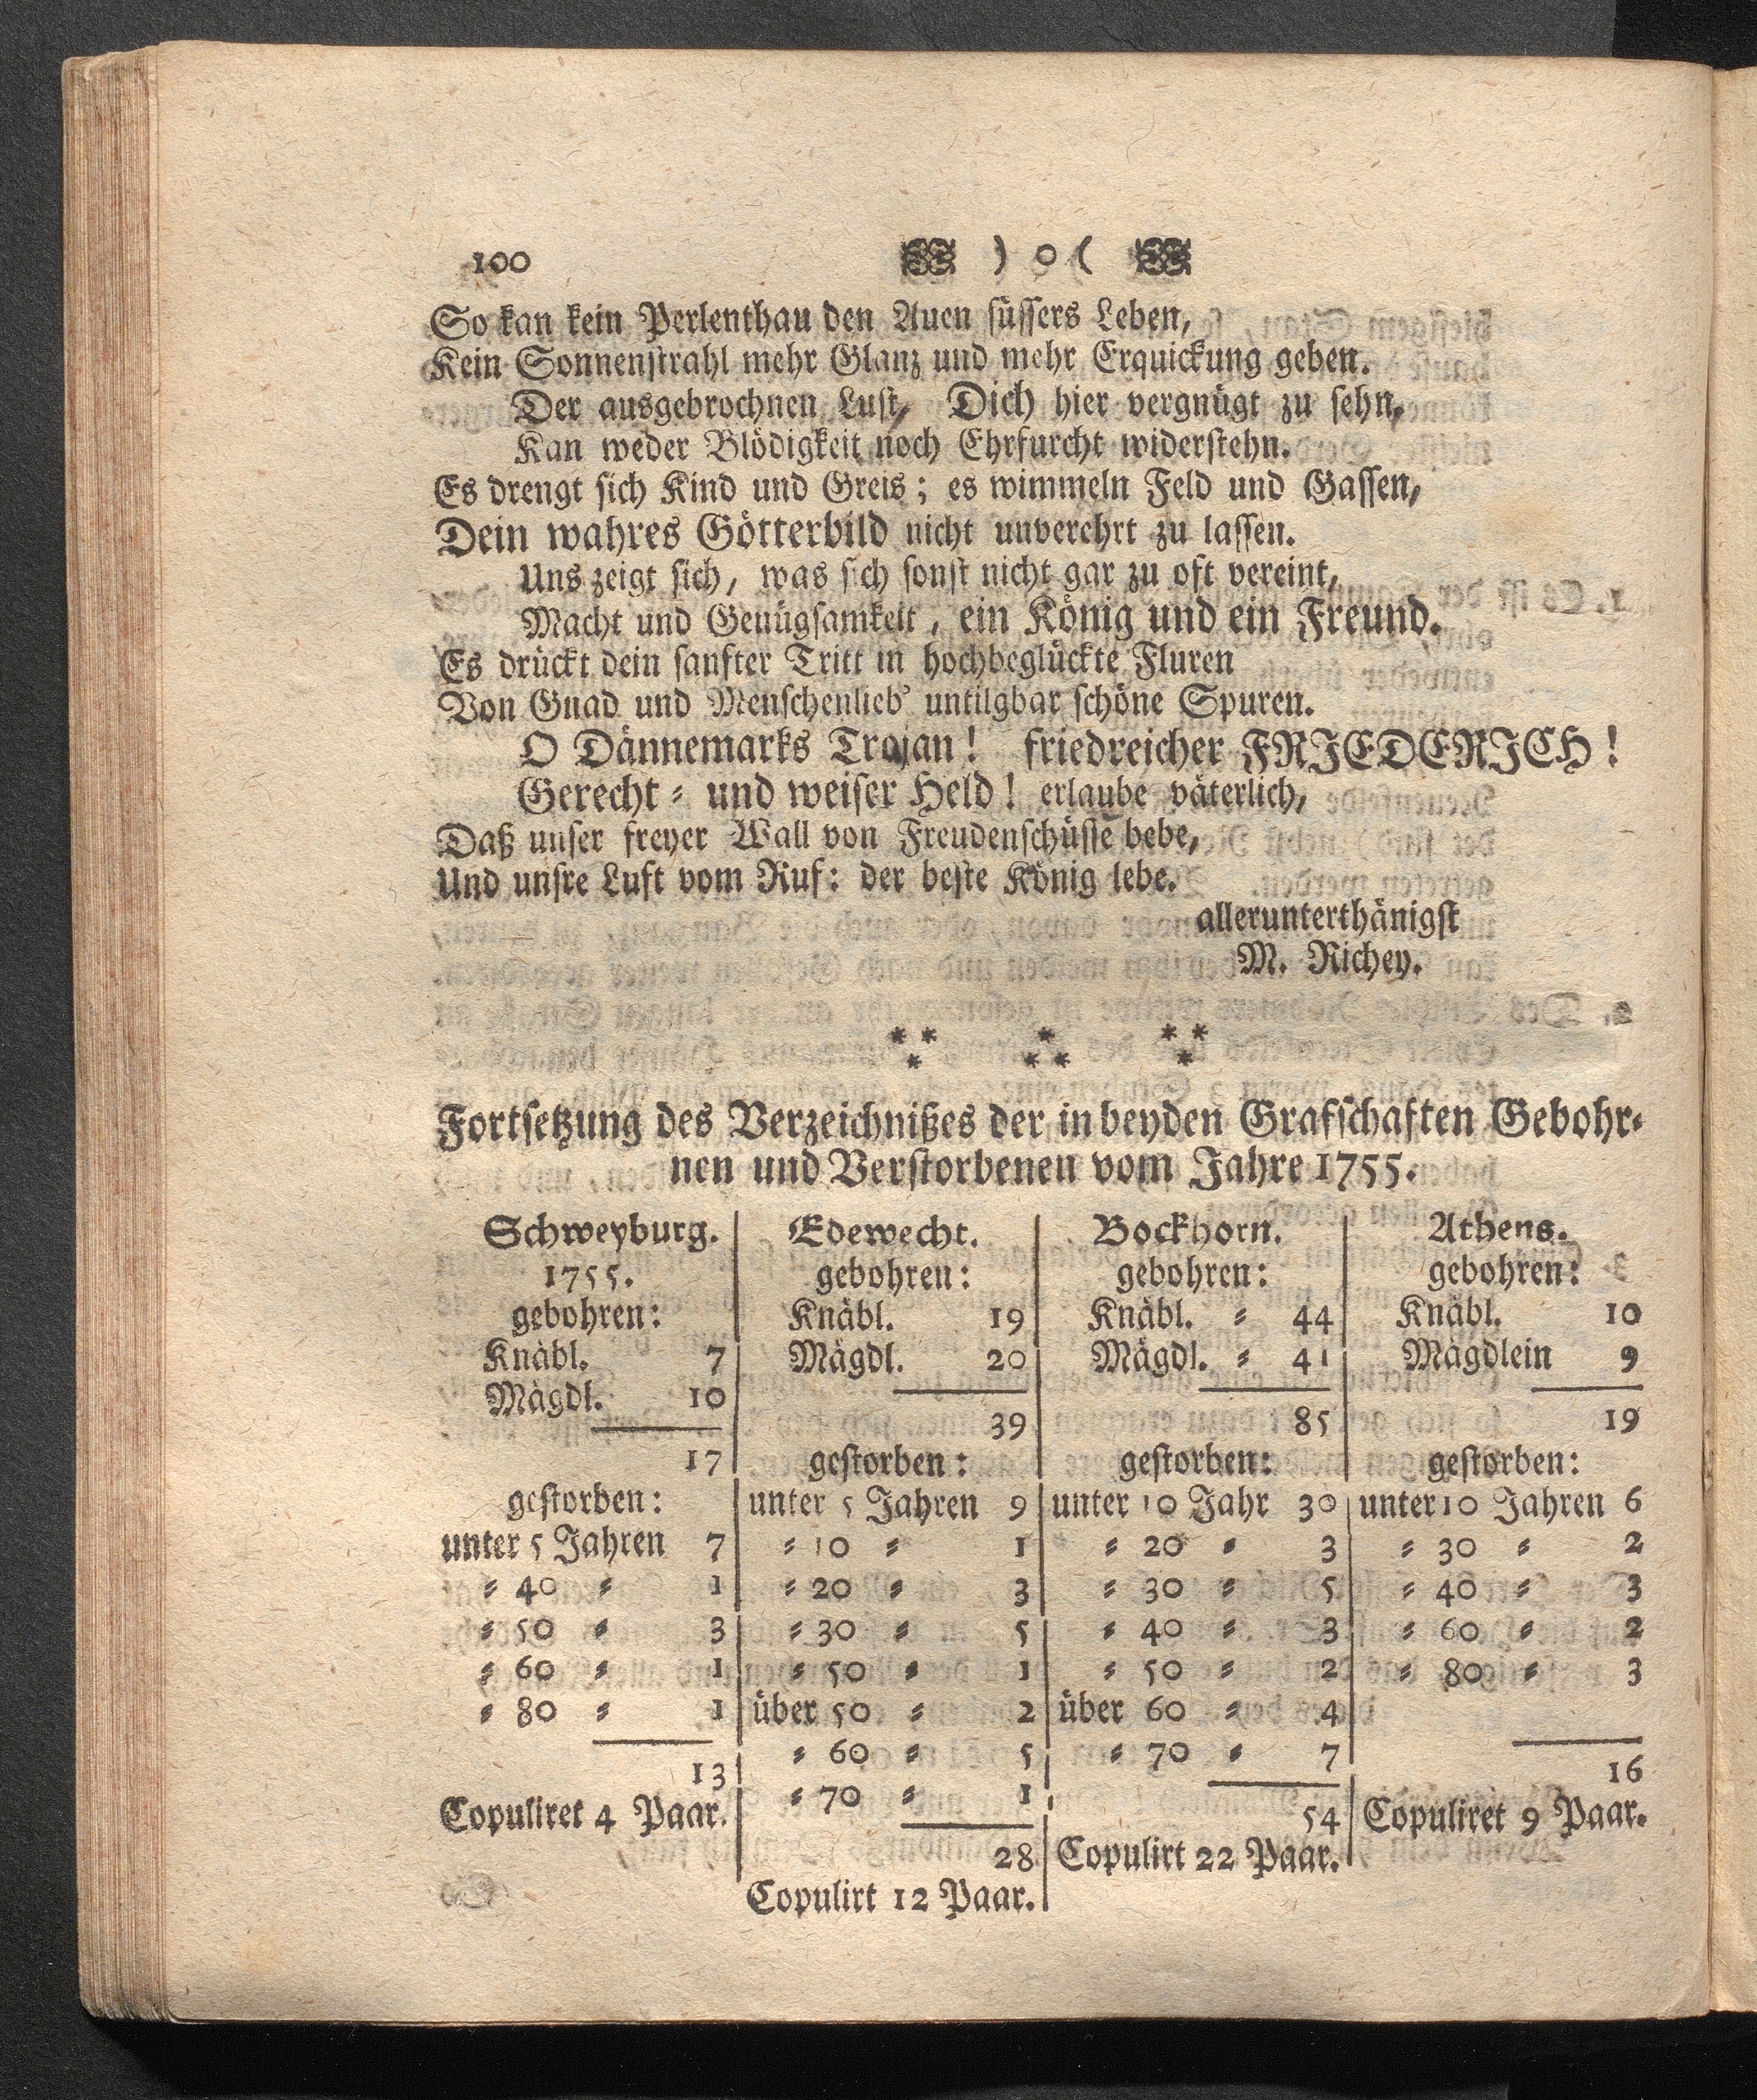 100 ) o (
So kan kein Perlenthau den Auen süssers Leben,
Kein Sonnenstrahl mehr Glanz und mehr Erquickung geben.
Der ausgebrochnen Lust, Dich hier vergnügt zu sehn,
Kan weder Blödigkeit noch Ehrfurcht widerstehn.
Es drengt sich Kind und Greis; es wimmeln Feld und Gassen,
Dein wahres Götterbild nicht unverehrt zu lassen.
Uns zeigt sich, was sich sonst nicht gar zu oft vereint,
Macht und Genügsamkeit, ein König und ein Freund.
Es drückt dein sanfter Tritt in hochbeglückte Fluren
Von Gnad und Menschenlieb' untilgbar schöne Spuren.
O Dännemarks Trajan! friedreicher FRIEDERICH!
Gerecht- und weiser Held! erlaube väterlich,
Daß unser freyer Wall von Freudenschüsse bebe,
Und unsre Luft vom Ruf: der beste König lebe.
allerunterthänigst
M. Richey.
* * * * *
* * * *
Fortsetzung des Verzeichnißes der in beyden Grafschaften Gebohr-
nen und Verstorbenen vom Jahre 1755.
Schweyburg.
1755.
gebohren:
Knäbl. 7
Mägdl. 10
17
gestorben:
unter 5 Jahren 7
- 40 - 1
- 50 - 3
- 60 - 1
- 80 - 1
13
Copuliret 4 Paar.
Edewecht.
gebohren:
Knäbl. 19
Mägdl. 20
39
gestorben:
unter 5 Jahren 9
- 10 - 1
- 20 - 3
- 30 - 5
- 50 - 1
über 50 - 2
- 60 - 5
- 70 - 1
28
Copulirt 12 Paar.
Bockhorn.
gebohren:
Knäbl. - 44
Mägdl. - 41
85
gestorben:
unter 10 Jahr 30
- 20 - 3
- 30 - 5
- 40 - 3
- 50 - 2
über 60 - 4
- 70 - 7
54
Copulirt 22 Paar.
Athens.
gebohren:
Knäbl. 10
Mägdlein 9
19
gestorben:
unter 10 Jahren 6
- 30 - 2
- 40 - 3
- 60 - 2
- 80 - 3
16
Copuliret 9 Paar.